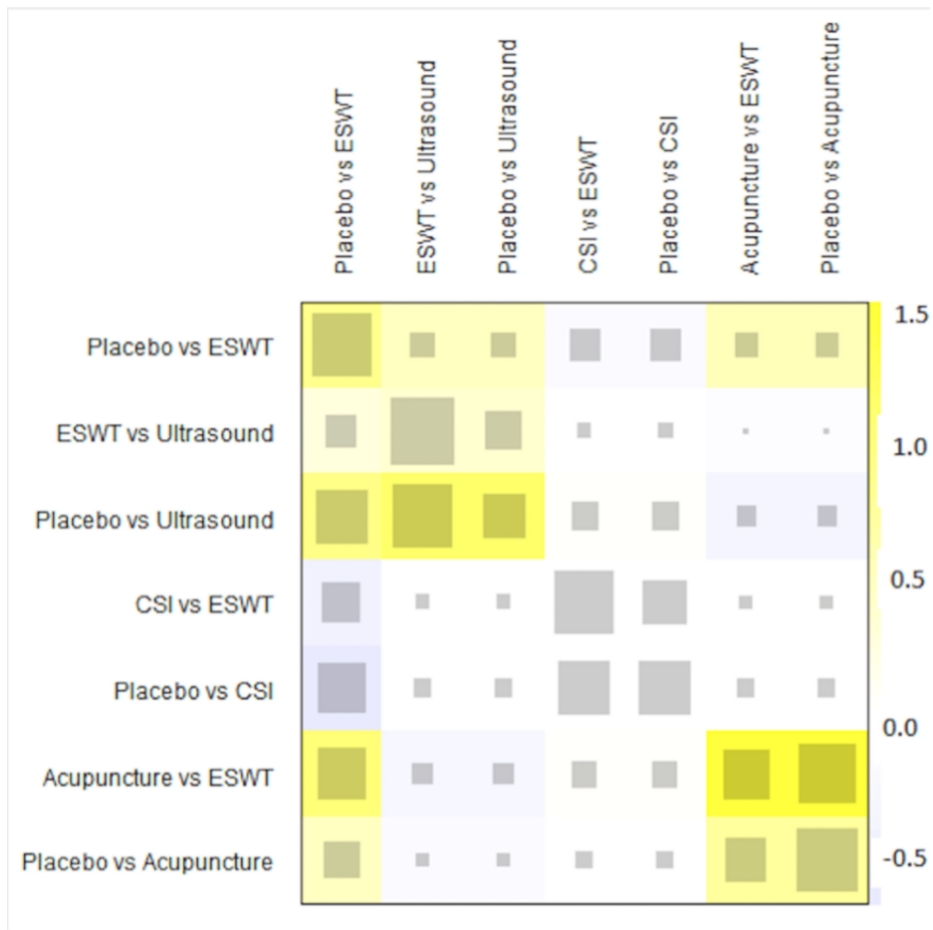 Placebo vs ESWT
ESWT vs Ultrasound
Placebo vs Ultrasound
CSI vs ESWT
Placebo vs CSI
Acupuncture vs ESWT
Placebo vs Acupuncture
Placebo vs ESWT
ESWT vs Ultrasound
Placebo vs Ultrasound
CSI vs ESWT
Placebo vs CSI
Acupuncture vs ESWT
Placebo vs Acupuncture
1.5
1.0
0.5
0.0
-0.5